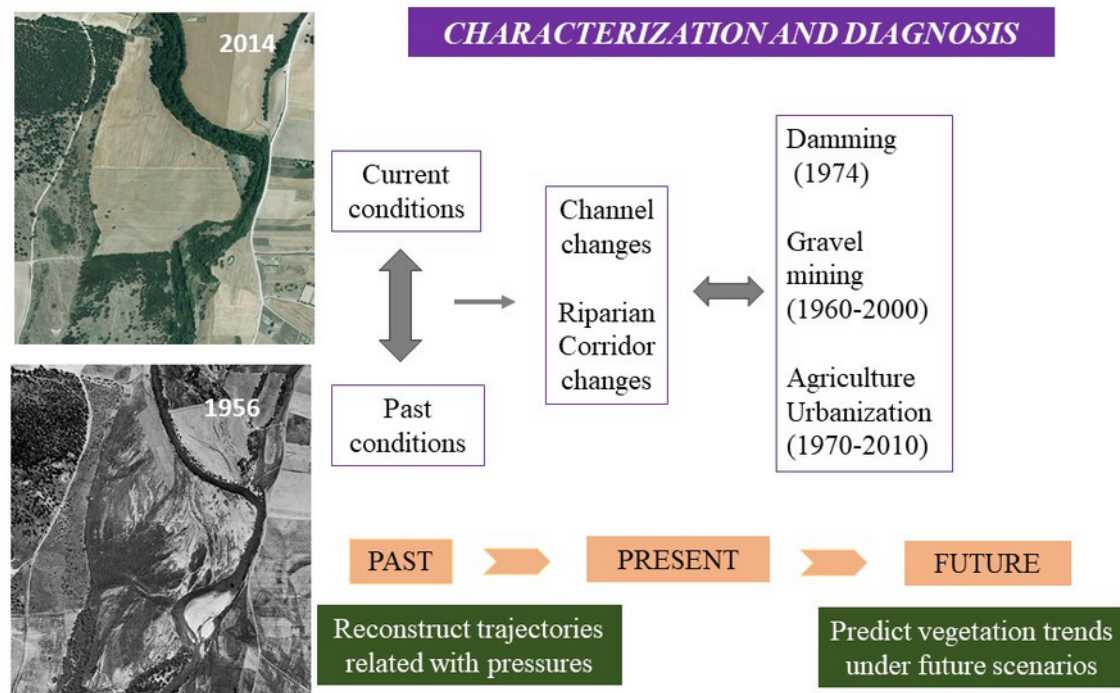 2014
CHARACTERIZATION AND DIAGNOSIS
Current
conditions
Channel
changes
Riparian
Corridor
changes
Damming
(1974)
Gravel
mining
(1960-2000)
Agriculture
Urbanization
(1970-2010)
1956
Past
conditions
PAST
PRESENT
FUTURE
Reconstruct trajectories
related with pressures
Predict vegetation trends
under future scenarios